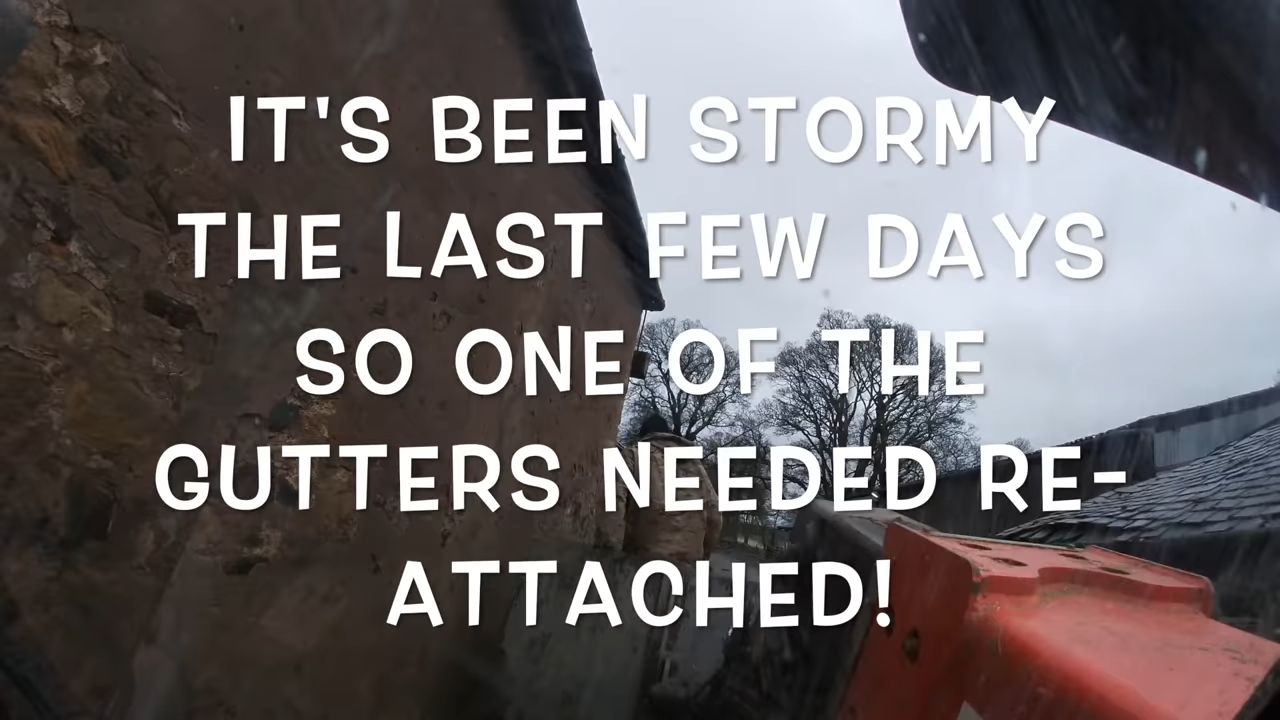 IT'S BEEN STORMY
THE LAST FEW DAYS
SO ONE OF THE
GUTTERS NEEDED RE-
ATTACHED!